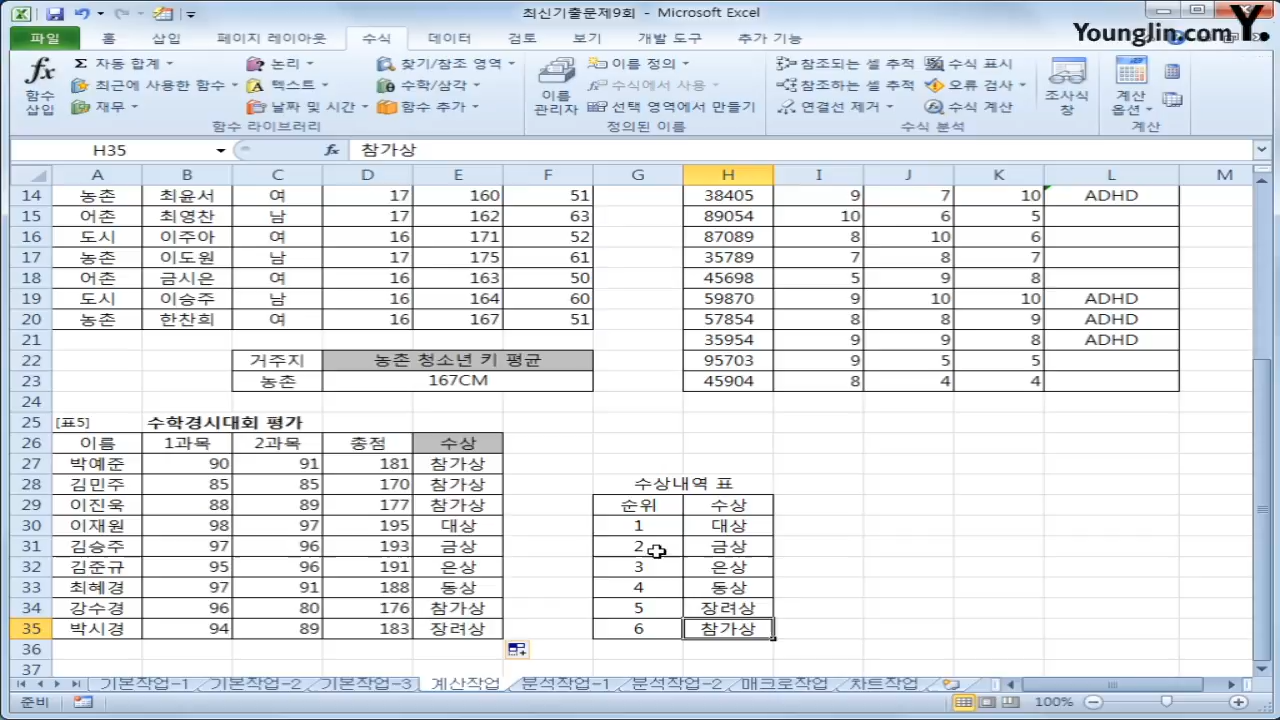 최신기출문제9회 - Microsoft Excel
Younglin.com Y.
파일 홈 삽입 페이지 레이아웃 수식 데이터 검토 보기 개발 도구 추가 기능
fx 함수 삽입
Σ 자동 합계
최근에 사용한 함수
재무
논리
텍스트
날짜 및 시간
찾기/참조 영역
수학/삼각
함수 추가
함수 라이브러리
이름 관리자
이름 정의
수식에서 사용
선택 영역에서 만들기
정의된 이름
참조되는 셀 추적
참조하는 셀 추적
연결선 제거
수식 표시
오류 검사
수식 계산
수식 분석
조사식 창
계산 옵션
계산
H35 fx 참가상
A B C D E F G H I J K L M
14 농촌 최윤서 여 17 160 51 38405 9 7 10 ADHD
15 어촌 최영찬 남 17 162 63 89054 10 6 5
16 도시 이주아 여 16 171 52 87089 8 10 6
17 농촌 이도원 남 17 175 61 35789 7 8 7
18 어촌 금시은 여 16 163 50 45698 5 9 8
19 도시 이승주 남 16 164 60 59870 9 10 10 ADHD
20 농촌 한찬희 여 16 167 51 57854 8 8 9 ADHD
21 35954 9 9 8 ADHD
22 거주지 농촌 청소년 키 평균 95703 9 5 5
23 농촌 167CM 45904 8 4 4
24
25 [표5] 수학경시대회 평가
26 이름 1과목 2과목 총점 수상
27 박예준 90 91 181 참가상
28 김민주 85 85 170 참가상 수상내역 표
29 이진욱 88 89 177 참가상 순위 수상
30 이재원 98 97 195 대상 1 대상
31 김승주 97 96 193 금상 2 금상
32 김준규 95 96 191 은상 3 은상
33 최혜경 97 91 188 동상 4 동상
34 강수경 96 80 176 참가상 5 장려상
35 박시경 94 89 183 장려상 6 참가상
36
37
기본작업-1 기본작업-2 기본작업-3 계산작업 분석작업-1 분석작업-2 매크로작업 차트작업
준비 100%